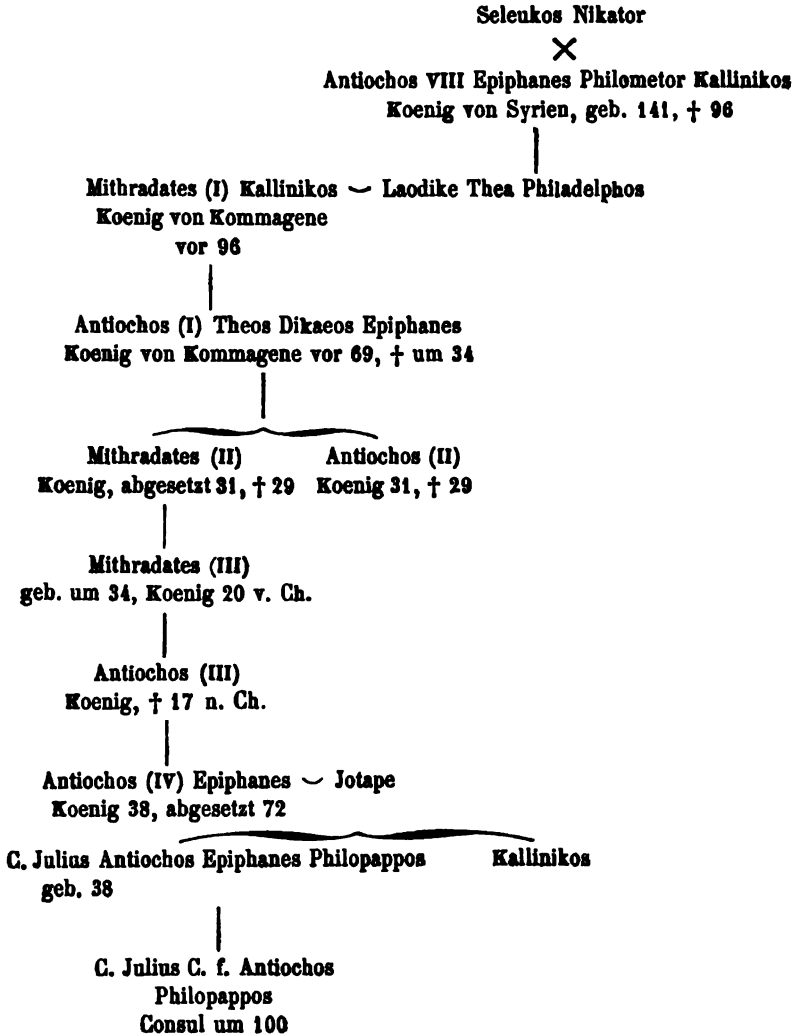 Seleukos Nikator
Antiochos VIII Epiphanes Philometor Kallinikos
Koenig von Syrien, geb. 141, † 96
Mithradates (I) Kallinikos ⌣ Laodike Thea Philadelphos
Koenig von Kommagene
vor 96
Antiochos (I) Theos Dikaeos Epiphanes
Koenig von Kommagene vor 69, † um 34
Mithradates (II) Antiochos (II)
Koenig, abgesetzt 31, † 29 Koenig 31, † 29
Mithradates (III)
geb. um 34, Koenig 20 v. Ch.
Antiochos (III)
Koenig, † 17 n. Ch.
Antiochos (IV) Epiphanes ⌣ Jotape
Koenig 38, abgesetzt 72
C. Julius Antiochos Epiphanes Philopappos Kallinikos
geb. 38
C. Julius C. f. Antiochos
Philopappos
Consul um 100